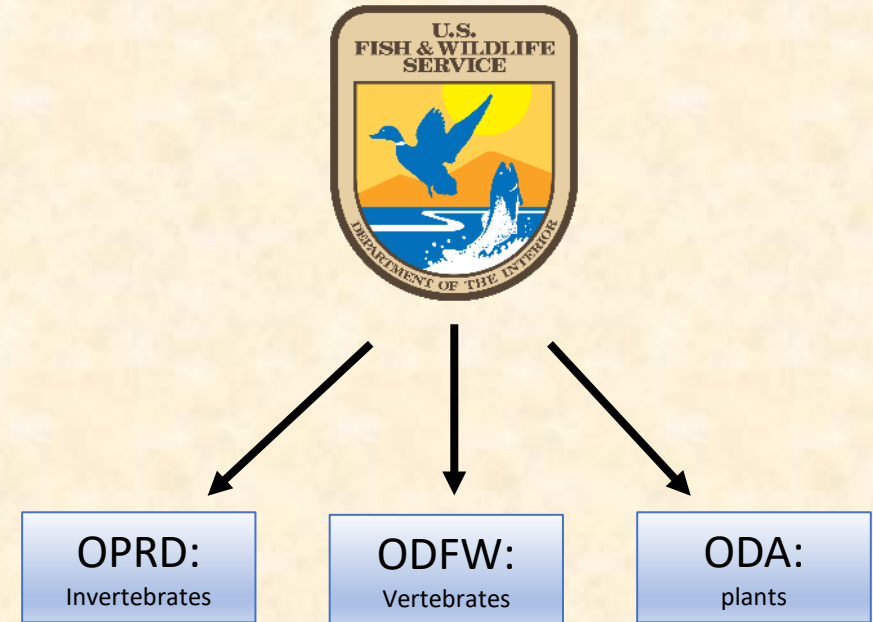 U.S.
FISH & WILDLIFE
SERVICE
DEPARTMENT OF THE INTERIOR
OPRD:
Invertebrates
ODFW:
Vertebrates
ODA:
plants